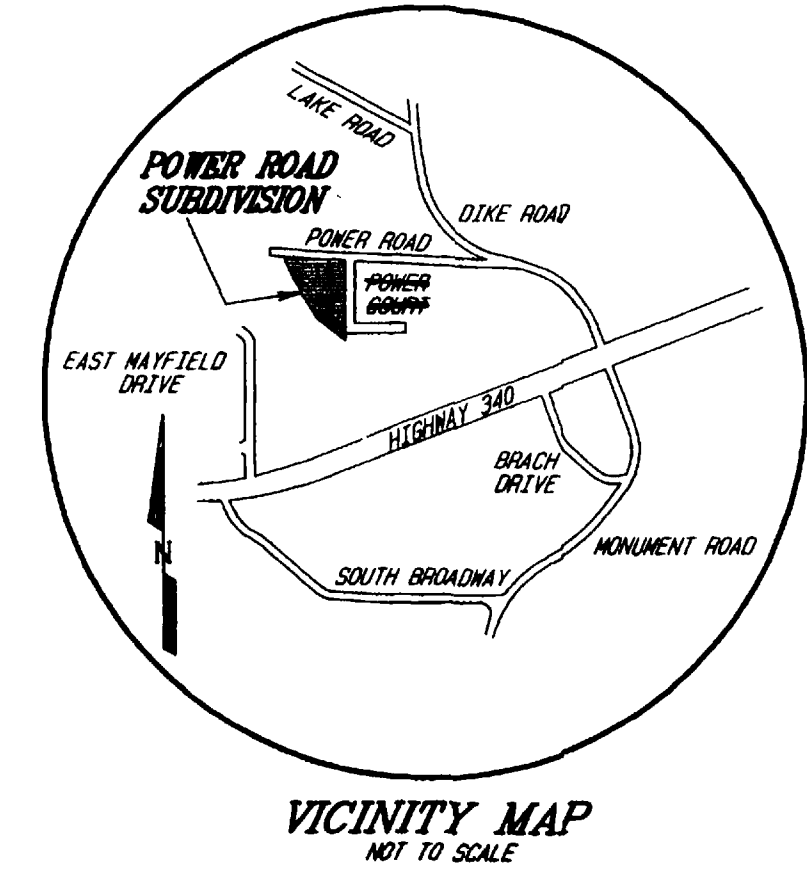 LAKE ROAD
POWER ROAD
SUBDIVISION
DIKE ROAD
POWER ROAD
POWER
COURT
EAST MAYFIELD
DRIVE
HIGHWAY 340
BRACH
DRIVE
N
MONUMENT ROAD
SOUTH BROADWAY
VICINITY MAP
NOT TO SCALE